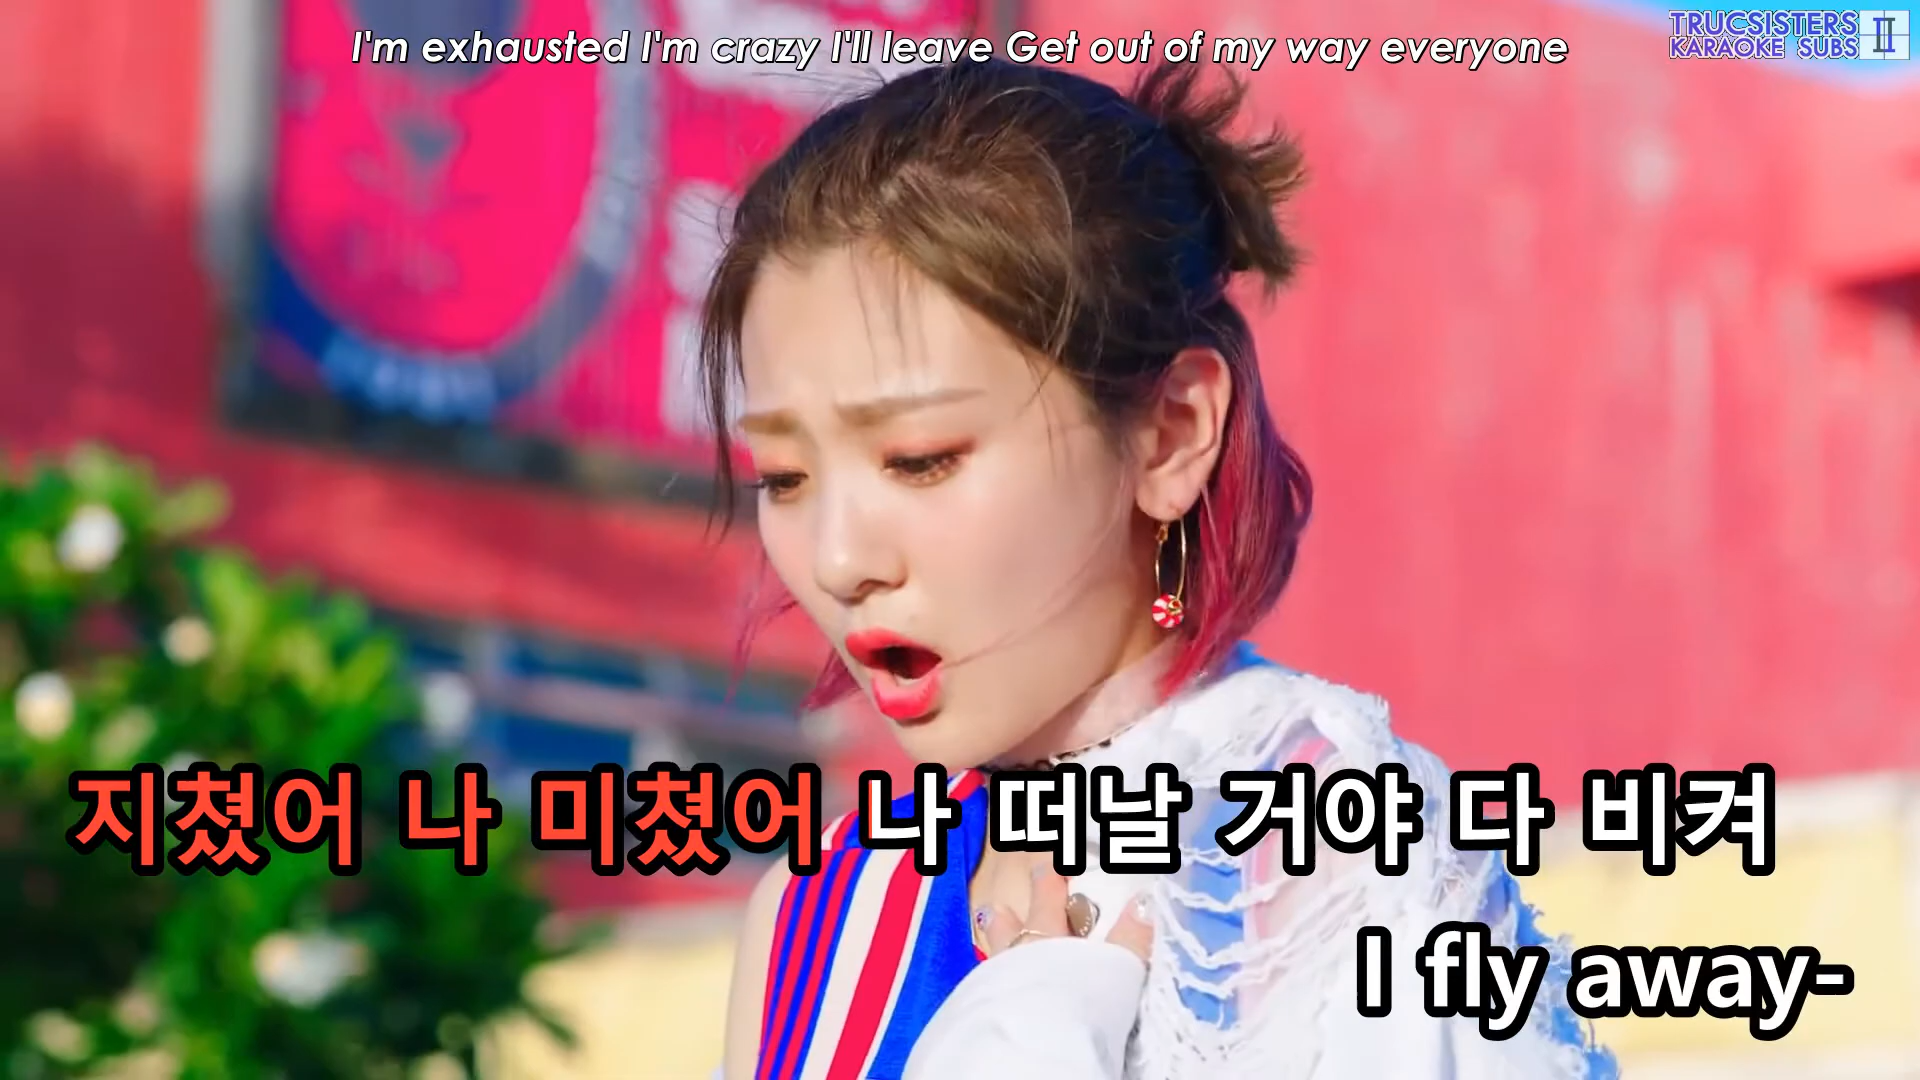 I'm exhausted I'm crazy I'll leave Get out of my way everyone
TRUCSISTERS
KARAOKE SUBS II
지쳤어 나 미쳤어 나 떠날 거야 다 비켜
I fly away-